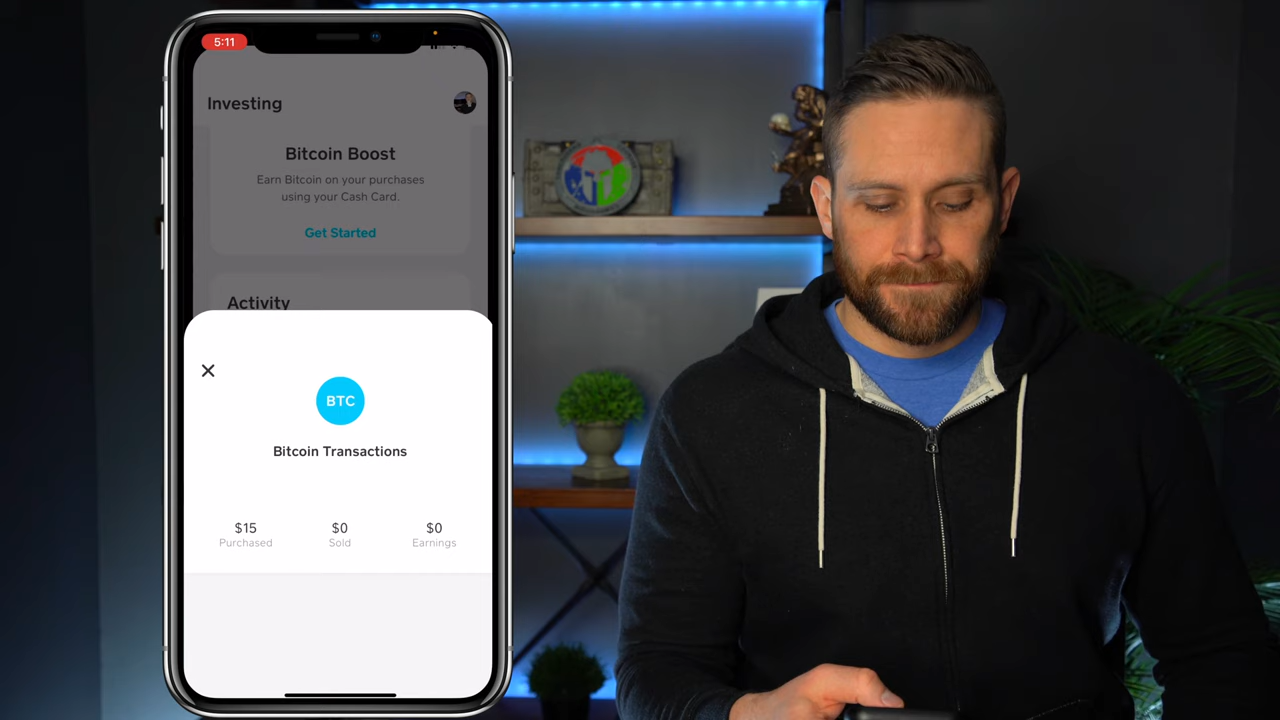 5:11
Investing
Bitcoin Boost
Earn Bitcoin on your purchases
using your Cash Card.
Get Started
Activity
×
BTC
Bitcoin Transactions
$15 $0 $0
Purchased Sold Earnings